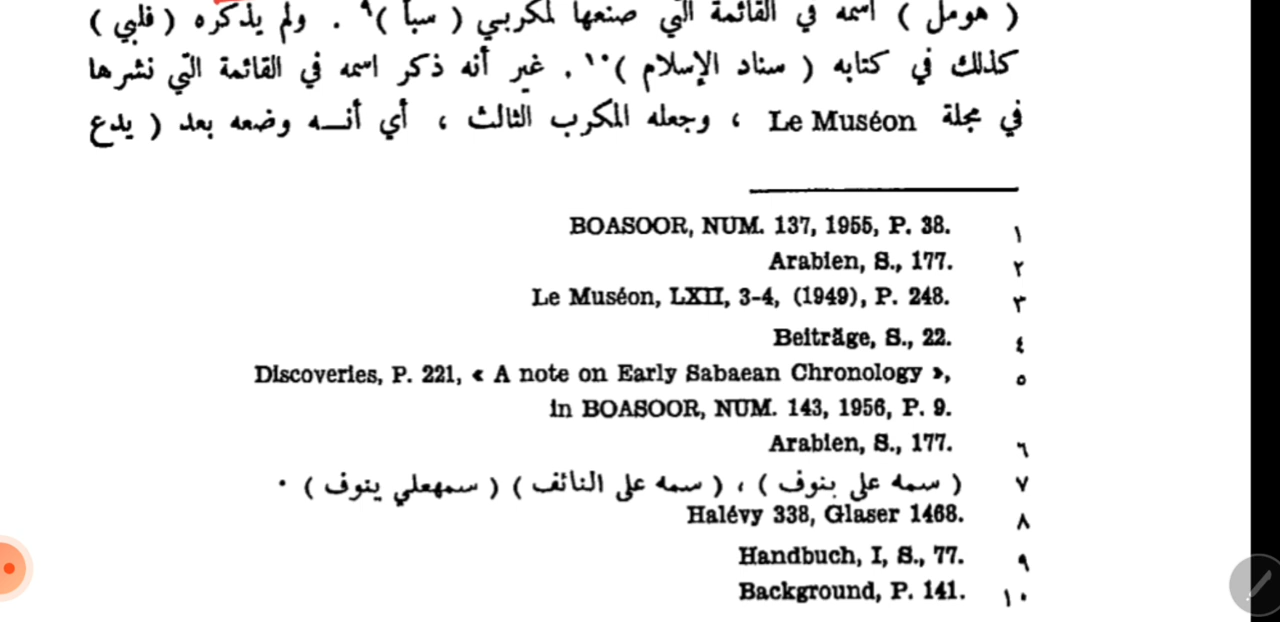 ( هومل ) اسمه في القائمة التي صنعها لمكربي ( سبأ )٩ . ولم يذكره ( فلبي )
كذلك في كتابه ( سناد الإسلام )١٠ . غير أنه ذكر اسمه في القائمة التي نشرها
في مجلة Le Muséon ، وجعله المكرب الثالث ، أي أنـــه وضعه بعد ( يدع
١ BOASOOR, NUM. 137, 1955, P. 38.
٢ Arabien, S., 177.
٣ Le Muséon, LXII, 3-4, (1949), P. 248.
٤ Beiträge, S., 22.
٥ Discoveries, P. 221, « A note on Early Sabaean Chronology »,
in BOASOOR, NUM. 143, 1956, P. 9.
٦ Arabien, S., 177.
٧ ( سمه على ينوف ) ، ( سمه على النائف ) ( سمهعلي ينوف ) ٠
٨ Halévy 338, Glaser 1468.
٩ Handbuch, I, S., 77.
١٠ Background, P. 141.